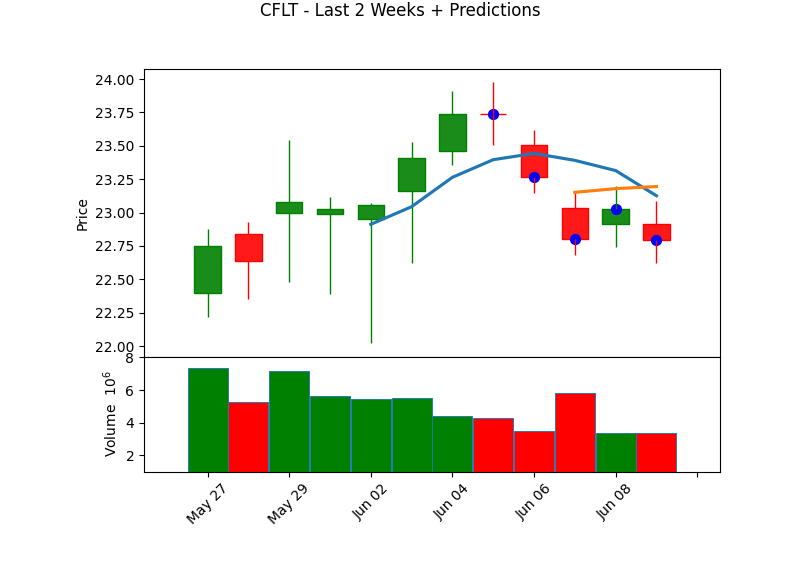 CFLT - Last 2 Weeks + Predictions
24.00
23.75
23.50
23.25
23.00
22.75
22.50
22.25
22.00
Price
8
6
4
2
Volume 10^6
May 27
May 29
Jun 02
Jun 04
Jun 06
Jun 08